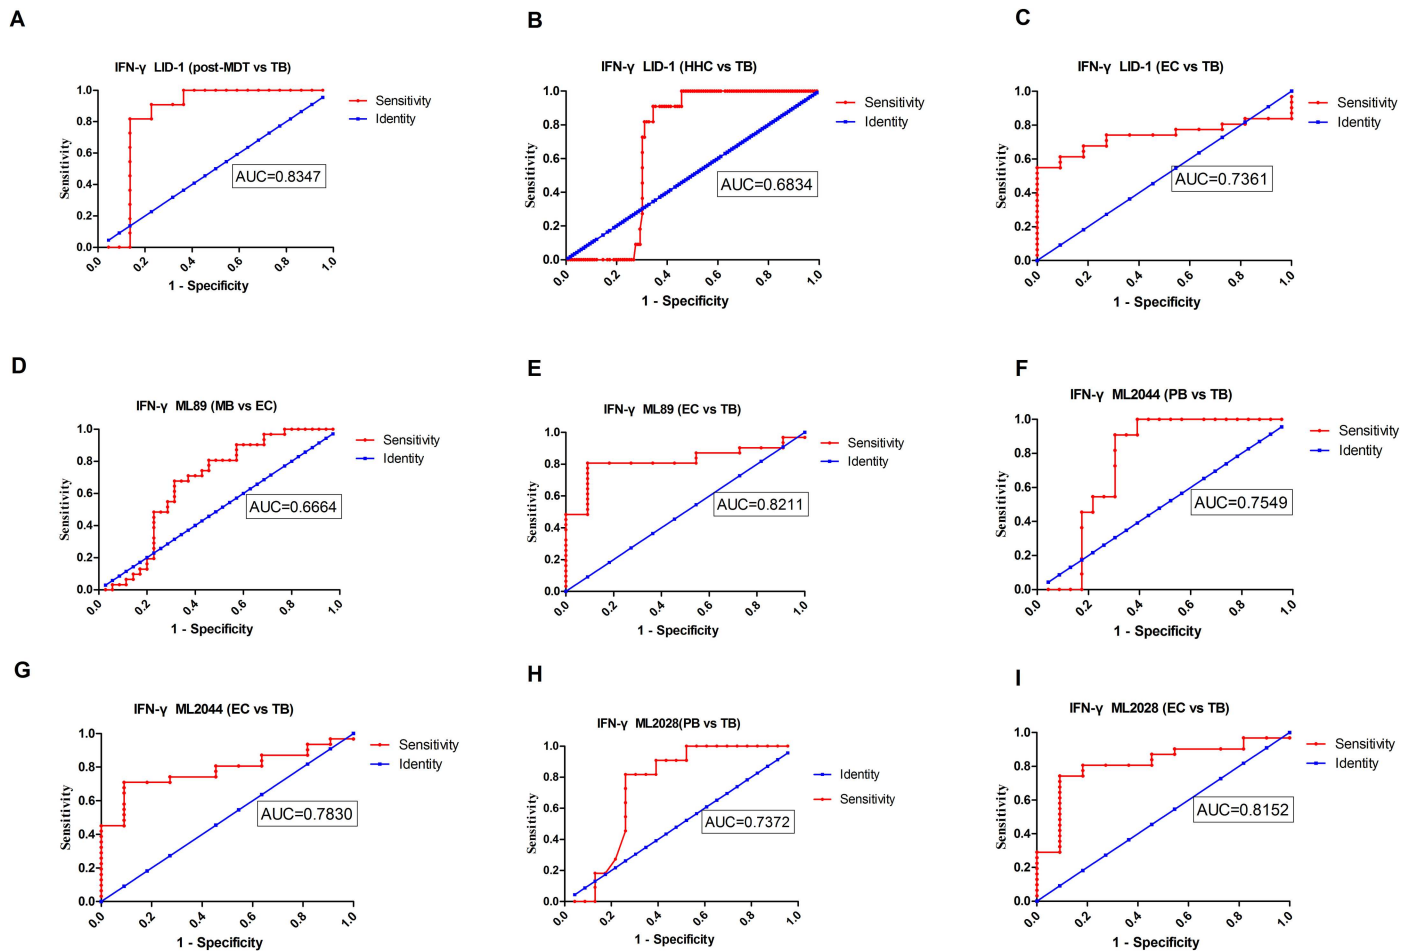 A
IFN-γ LID-1 (post-MDT vs TB)
Sensitivity
1.0
0.8
0.6
0.4
0.2
0.0
0.0 0.2 0.4 0.6 0.8 1.0
1 - Specificity
Sensitivity
Identity
AUC=0.8347
B
IFN-γ LID-1 (HHC vs TB)
Sensitivity
1.0
0.8
0.6
0.4
0.2
0.0
0.0 0.2 0.4 0.6 0.8 1.0
1 - Specificity
Sensitivity
Identity
AUC=0.6834
C
IFN-γ LID-1 (EC vs TB)
Sensitivity
1.0
0.8
0.6
0.4
0.2
0.0
0.0 0.2 0.4 0.6 0.8 1.0
1 - Specificity
Sensitivity
Identity
AUC=0.7361
D
IFN-γ ML89 (MB vs EC)
Sensitivity
1.0
0.8
0.6
0.4
0.2
0.0
0.0 0.2 0.4 0.6 0.8 1.0
1 - Specificity
Sensitivity
Identity
AUC=0.6664
E
IFN-γ ML89 (EC vs TB)
Sensitivity
1.0
0.8
0.6
0.4
0.2
0.0
0.0 0.2 0.4 0.6 0.8 1.0
1 - Specificity
Sensitivity
Identity
AUC=0.8211
F
IFN-γ ML2044 (PB vs TB)
Sensitivity
1.0
0.8
0.6
0.4
0.2
0.0
0.0 0.2 0.4 0.6 0.8 1.0
1 - Specificity
Sensitivity
Identity
AUC=0.7549
G
IFN-γ ML2044 (EC vs TB)
Sensitivity
1.0
0.8
0.6
0.4
0.2
0.0
0.0 0.2 0.4 0.6 0.8 1.0
1 - Specificity
Sensitivity
Identity
AUC=0.7830
H
IFN-γ ML2028(PB vs TB)
Sensitivity
1.0
0.8
0.6
0.4
0.2
0.0
0.0 0.2 0.4 0.6 0.8 1.0
1 - Specificity
Identity
Sensitivity
AUC=0.7372
I
IFN-γ ML2028 (EC vs TB)
Sensitivity
1.0
0.8
0.6
0.4
0.2
0.0
0.0 0.2 0.4 0.6 0.8 1.0
1 - Specificity
Sensitivity
Identity
AUC=0.8152